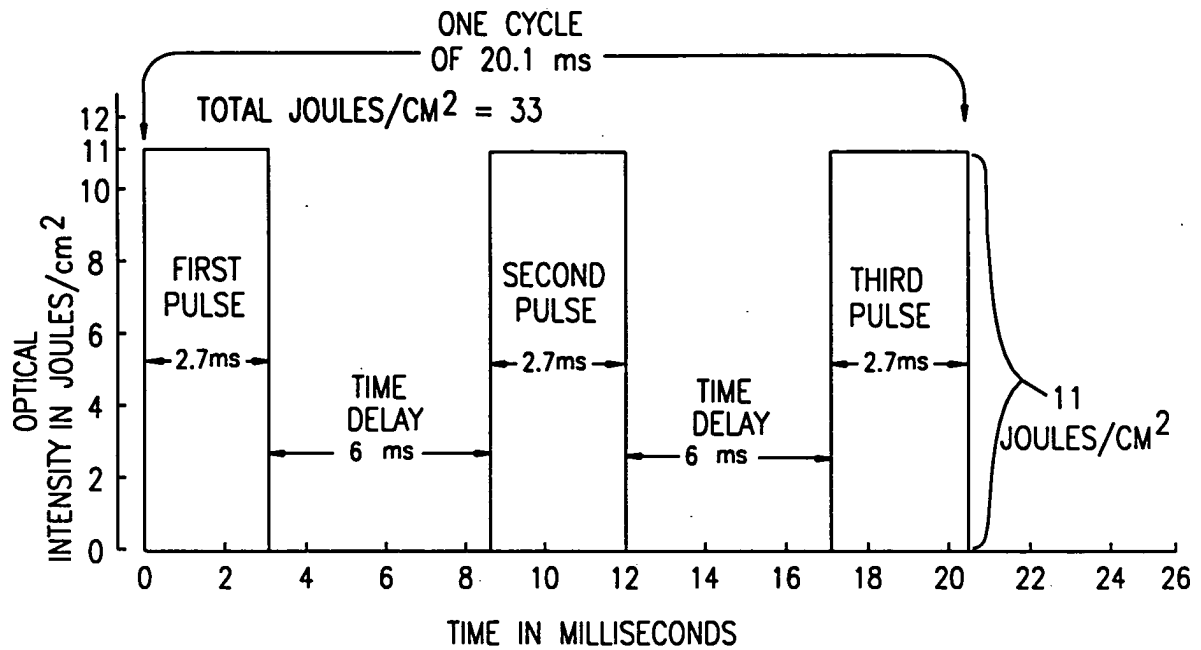 ONE CYCLE
OF 20.1 ms
TOTAL JOULES/CM² = 33
OPTICAL
INTENSITY IN JOULES/cm²
12
11
10
8
6
4
2
0
FIRST
PULSE
2.7ms
TIME
DELAY
6 ms
SECOND
PULSE
2.7ms
TIME
DELAY
6 ms
THIRD
PULSE
2.7ms
11
JOULES/CM²
0 2 4 6 8 10 12 14 16 18 20 22 24 26
TIME IN MILLISECONDS